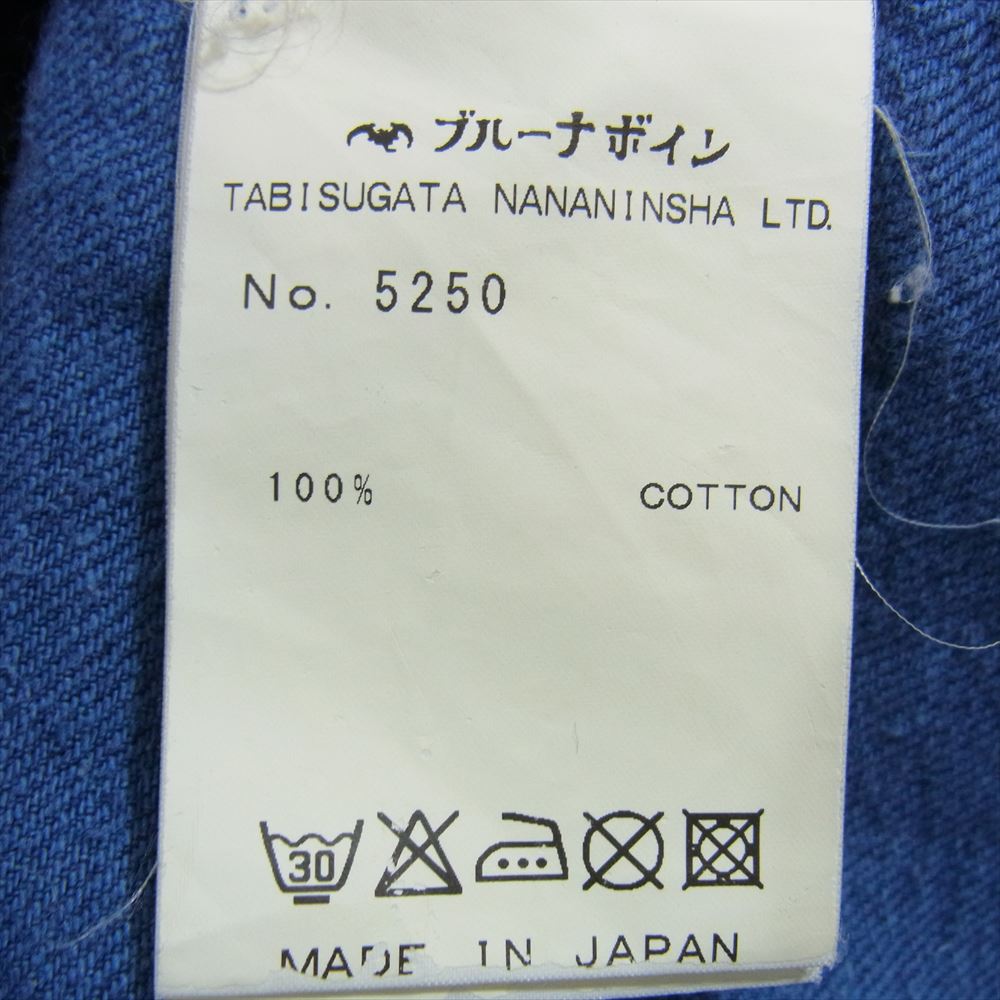 ブルーナボイン
TABISUGATA NANANINSHA LTD.
No. 5250
100% COTTON
30
MADE IN JAPAN